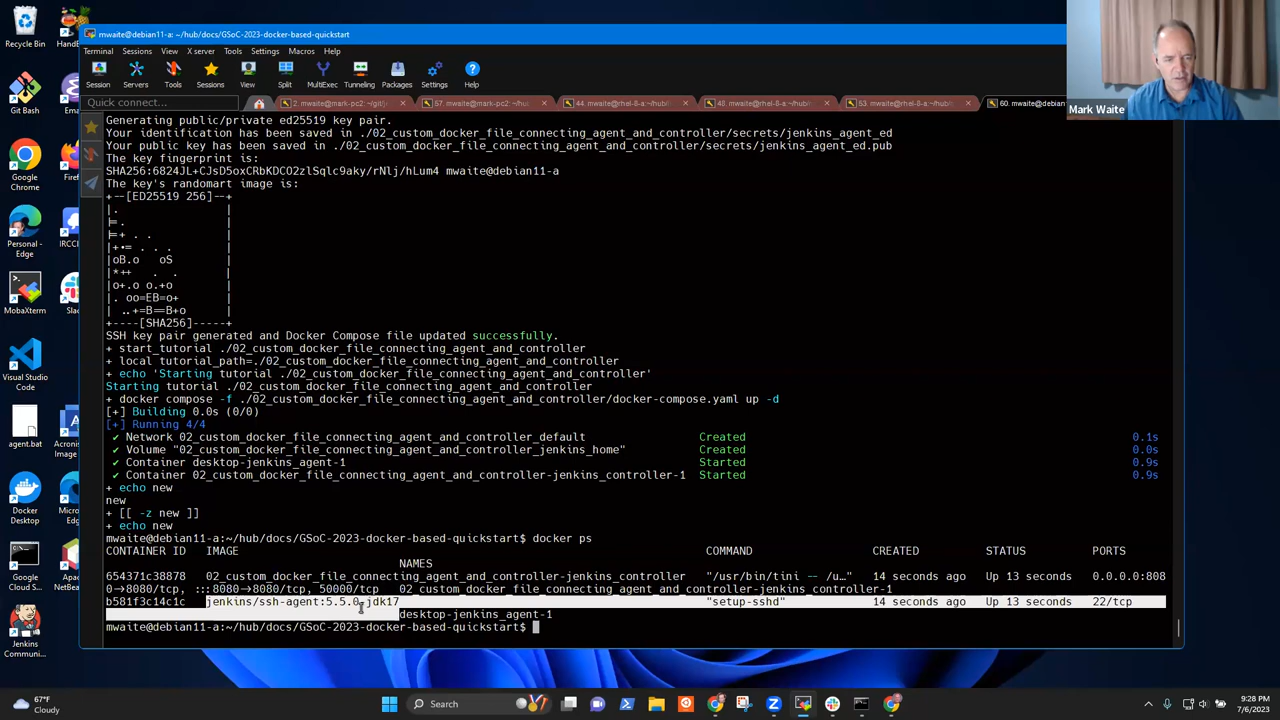 Recycle Bin
Git Bash
Google Chrome
Personal - Edge
MobaXterm
Visual Studio Code
agent.bat
Docker Desktop
Google Cloud S...
Jenkins Communi...
HandB
Em
Firef
IRCCl
Slac
Acronis Image
Micro Ed
Apac NetBea
mwaite@debian11-a: ~/hub/docs/GSoC-2023-docker-based-quickstart
Terminal Sessions View X server Tools Settings Macros Help
Session Servers Tools Sessions View Split MultiExec Tunneling Packages Settings Help
Quick connect...
2. mwaite@mark-pc2: ~/git/j
57. mwaite@mark-pc2: ~/hub
44. mwaite@rhel-8-a: ~/hub
48. mwaite@rhel-8-a: ~/hub
53. mwaite@rhel-8-a: ~/hub
60. mwaite@debian
Mark Waite
Generating public/private ed25519 key pair.
Your identification has been saved in ./02_custom_docker_file_connecting_agent_and_controller/secrets/jenkins_agent_ed
Your public key has been saved in ./02_custom_docker_file_connecting_agent_and_controller/secrets/jenkins_agent_ed.pub
The key fingerprint is:
SHA256:6824JL+CJsD5oxCRbKDCO2zlSqlc9aky/rNlj/hLum4 mwaite@debian11-a
The key's randomart image is:
+--[ED25519 256]--+
|. |
|=. |
|=+ . . |
|+•= . . . |
|oB.o oS |
|*++ . . |
|o+.o o.+o |
|. oo=EB=o+ |
| ..+=B==B+o |
+----[SHA256]-----+
SSH key pair generated and Docker Compose file updated successfully.
+ start_tutorial ./02_custom_docker_file_connecting_agent_and_controller
+ local tutorial_path=./02_custom_docker_file_connecting_agent_and_controller
+ echo 'Starting tutorial ./02_custom_docker_file_connecting_agent_and_controller'
Starting tutorial ./02_custom_docker_file_connecting_agent_and_controller
+ docker compose -f ./02_custom_docker_file_connecting_agent_and_controller/docker-compose.yaml up -d
[+] Building 0.0s (0/0)
[+] Running 4/4
✔ Network 02_custom_docker_file_connecting_agent_and_controller_default Created 0.1s
✔ Volume "02_custom_docker_file_connecting_agent_and_controller_jenkins_home" Created 0.0s
✔ Container desktop-jenkins_agent-1 Started 0.9s
✔ Container 02_custom_docker_file_connecting_agent_and_controller-jenkins_controller-1 Started 0.9s
+ echo new
new
+ [[ -z new ]]
+ echo new
mwaite@debian11-a:~/hub/docs/GSoC-2023-docker-based-quickstart$ docker ps
CONTAINER ID IMAGE COMMAND CREATED STATUS PORTS
NAMES
654371c38878 02_custom_docker_file_connecting_agent_and_controller-jenkins_controller "/usr/bin/tini -- /u…" 14 seconds ago Up 13 seconds 0.0.0.0:808
0->8080/tcp, :::8080->8080/tcp, 50000/tcp 02_custom_docker_file_connecting_agent_and_controller-jenkins_controller-1
b581f3c14c1c jenkins/ssh-agent:5.5.0-jdk17 "setup-sshd" 14 seconds ago Up 13 seconds 22/tcp
desktop-jenkins_agent-1
mwaite@debian11-a:~/hub/docs/GSoC-2023-docker-based-quickstart$
67°F
Cloudy
Search
9:28 PM
7/6/2023